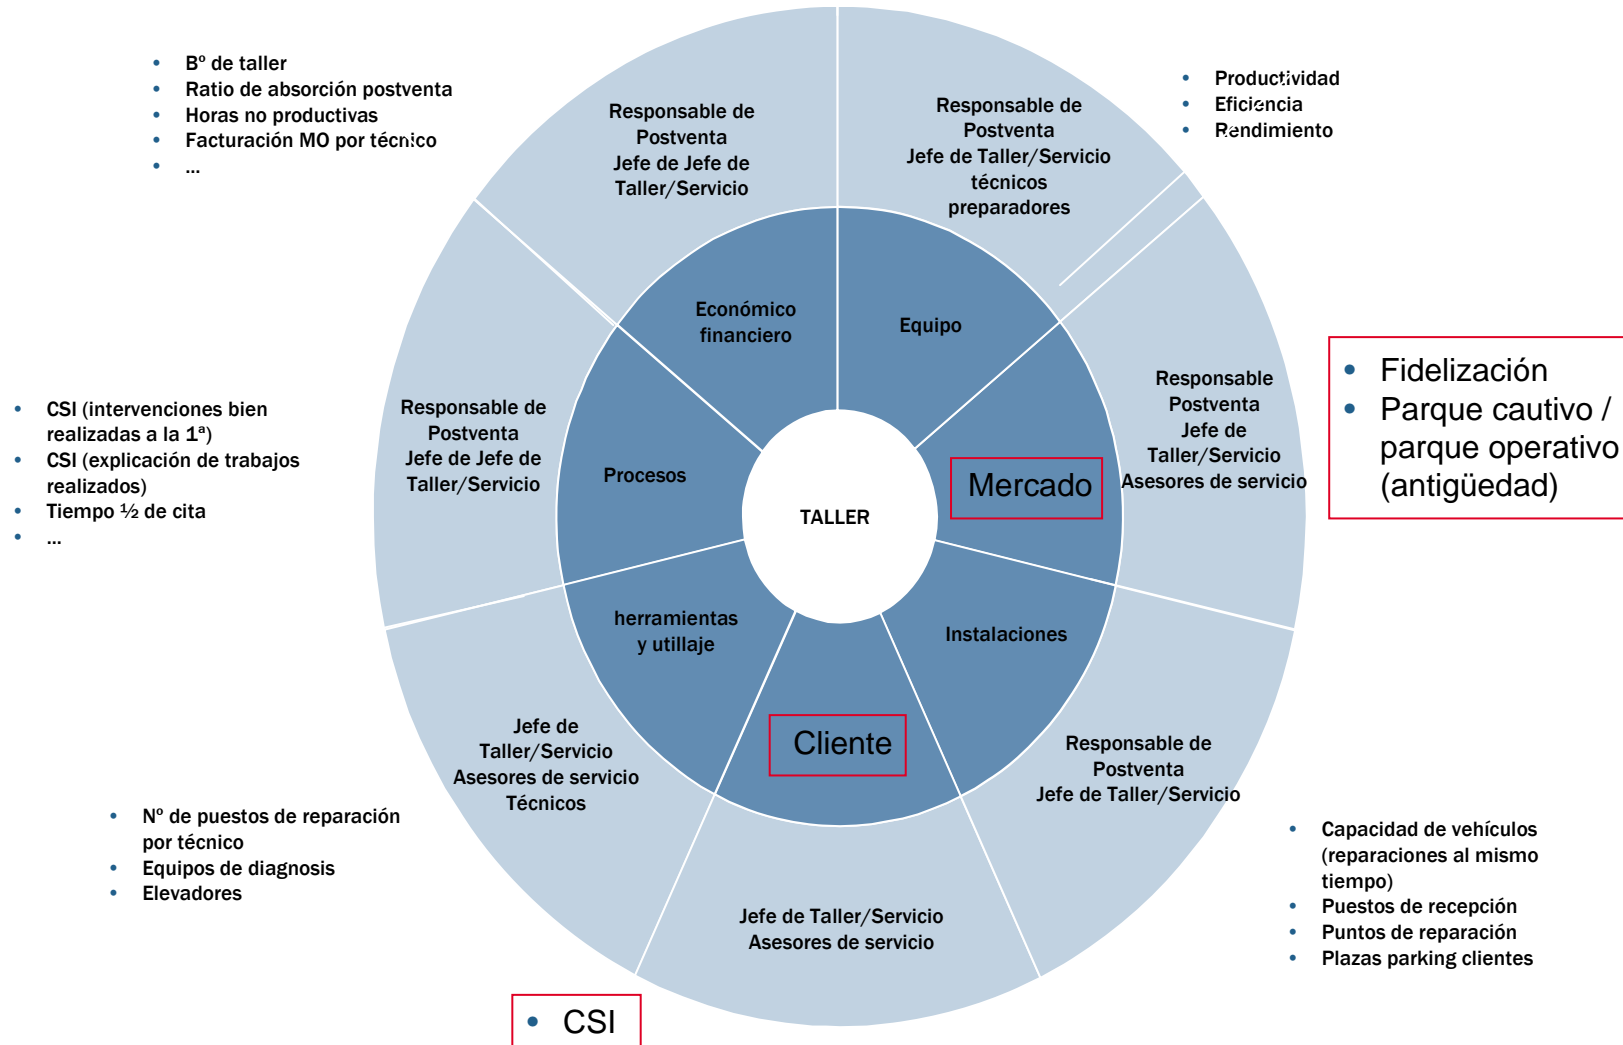 • Bº de taller
• Ratio de absorción postventa
• Horas no productivas
• Facturación MO por técnico
• ...
Responsable de
Postventa
Jefe de Jefe de
Taller/Servicio
Responsable de
Postventa
Jefe de Taller/Servicio
técnicos
preparadores
• Productividad
• Eficiencia
• Rendimiento
Económico
financiero
Equipo
• CSI (intervenciones bien
realizadas a la 1ª)
• CSI (explicación de trabajos
realizados)
• Tiempo ½ de cita
• ...
Responsable de
Postventa
Jefe de Jefe de
Taller/Servicio
Procesos
TALLER
Mercado
Responsable
Postventa
Jefe de
Taller/Servicio
Asesores de servicio
• Fidelización
• Parque cautivo /
parque operativo
(antigüedad)
herramientas
y utillaje
Instalaciones
Cliente
Jefe de
Taller/Servicio
Asesores de servicio
Técnicos
Responsable de
Postventa
Jefe de Taller/Servicio
• Nº de puestos de reparación
por técnico
• Equipos de diagnosis
• Elevadores
Jefe de Taller/Servicio
Asesores de servicio
• Capacidad de vehículos
(reparaciones al mismo
tiempo)
• Puestos de recepción
• Puntos de reparación
• Plazas parking clientes
• CSI